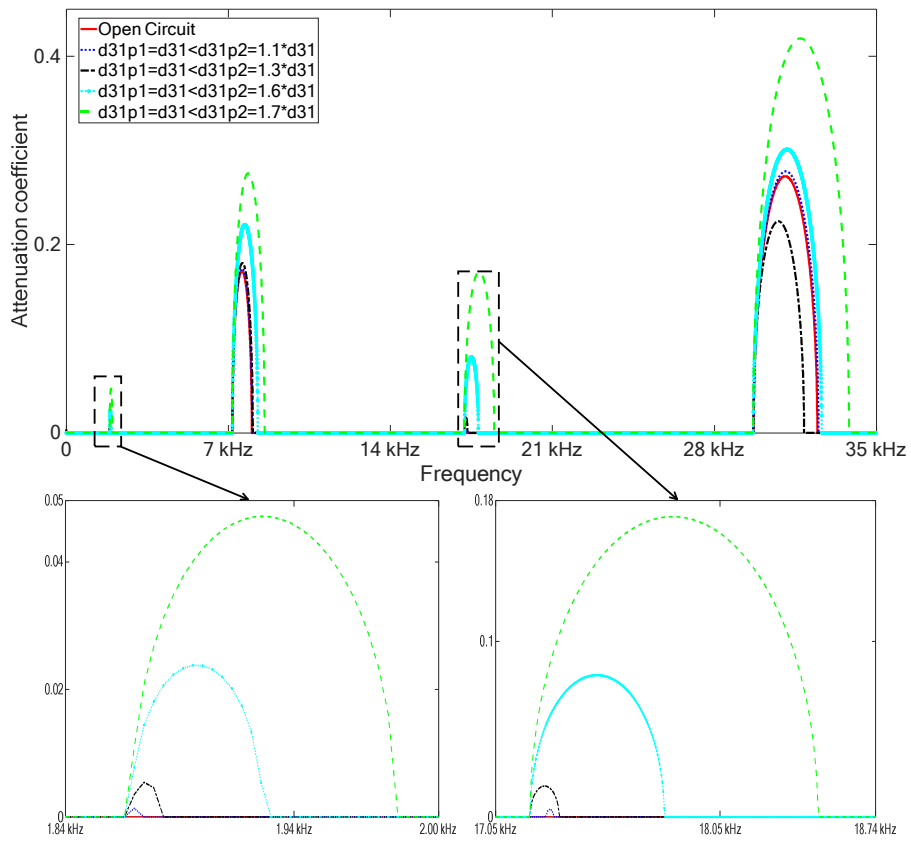 Open Circuit
d31p1=d31<d31p2=1.1*d31
d31p1=d31<d31p2=1.3*d31
d31p1=d31<d31p2=1.6*d31
d31p1=d31<d31p2=1.7*d31
Attenuation coefficient
0.4
0.2
0
0 7 kHz 14 kHz 21 kHz 28 kHz 35 kHz
Frequency
0.05
0.04
0.02
0
1.84 kHz 1.94 kHz 2.00 kHz
0.18
0.1
0
17.05 kHz 18.05 kHz 18.74 kHz